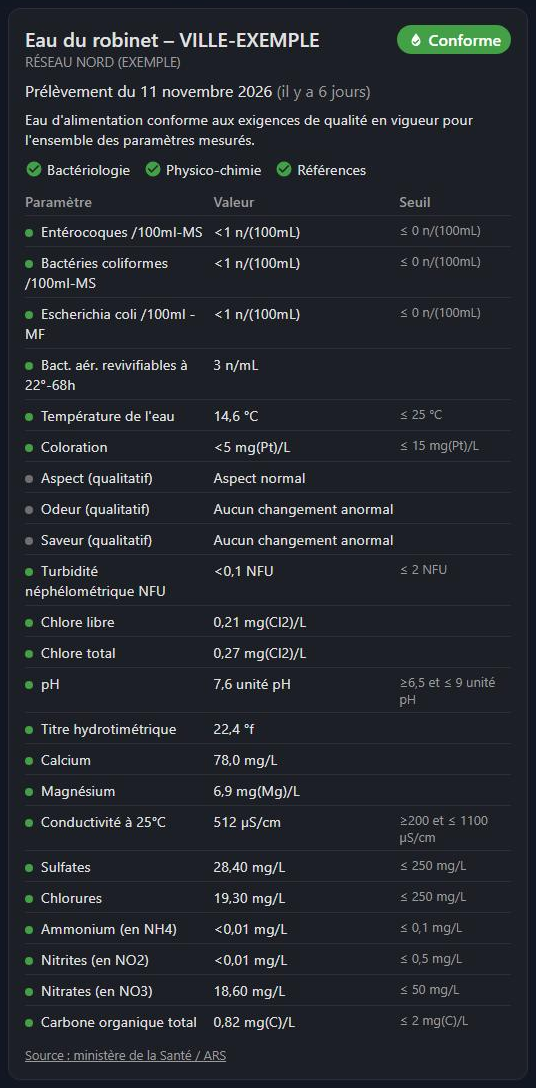 Eau du robinet – VILLE-EXEMPLE
Conforme
RÉSEAU NORD (EXEMPLE)
Prélèvement du 11 novembre 2026 (il y a 6 jours)
Eau d'alimentation conforme aux exigences de qualité en vigueur pour
l'ensemble des paramètres mesurés.
Bactériologie Physico-chimie Références
Paramètre Valeur Seuil
Entérocoques /100ml-MS <1 n/(100mL) ≤ 0 n/(100mL)
Bactéries coliformes <1 n/(100mL) ≤ 0 n/(100mL)
/100ml-MS
Escherichia coli /100ml - <1 n/(100mL) ≤ 0 n/(100mL)
MF
Bact. aér. revivifiables à 3 n/mL
22°-68h
Température de l'eau 14,6 °C ≤ 25 °C
Coloration <5 mg(Pt)/L ≤ 15 mg(Pt)/L
Aspect (qualitatif) Aspect normal
Odeur (qualitatif) Aucun changement anormal
Saveur (qualitatif) Aucun changement anormal
Turbidité <0,1 NFU ≤ 2 NFU
néphélométrique NFU
Chlore libre 0,21 mg(Cl2)/L
Chlore total 0,27 mg(Cl2)/L
pH 7,6 unité pH ≥6,5 et ≤ 9 unité
pH
Titre hydrotimétrique 22,4 °f
Calcium 78,0 mg/L
Magnésium 6,9 mg(Mg)/L
Conductivité à 25°C 512 µS/cm ≥200 et ≤ 1100
µS/cm
Sulfates 28,40 mg/L ≤ 250 mg/L
Chlorures 19,30 mg/L ≤ 250 mg/L
Ammonium (en NH4) <0,01 mg/L ≤ 0,1 mg/L
Nitrites (en NO2) <0,01 mg/L ≤ 0,5 mg/L
Nitrates (en NO3) 18,60 mg/L ≤ 50 mg/L
Carbone organique total 0,82 mg(C)/L ≤ 2 mg(C)/L
Source : ministère de la Santé / ARS